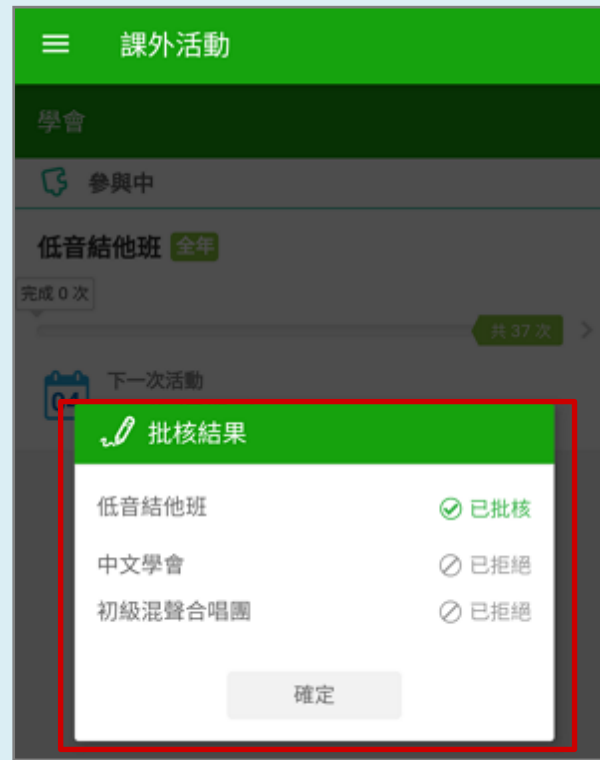 課外活動
學會
參與中
低音結他班 全年
完成 0 次
共 37 次
下一次活動
04
批核結果
低音結他班 已批核
中文學會 已拒絕
初級混聲合唱團 已拒絕
確定